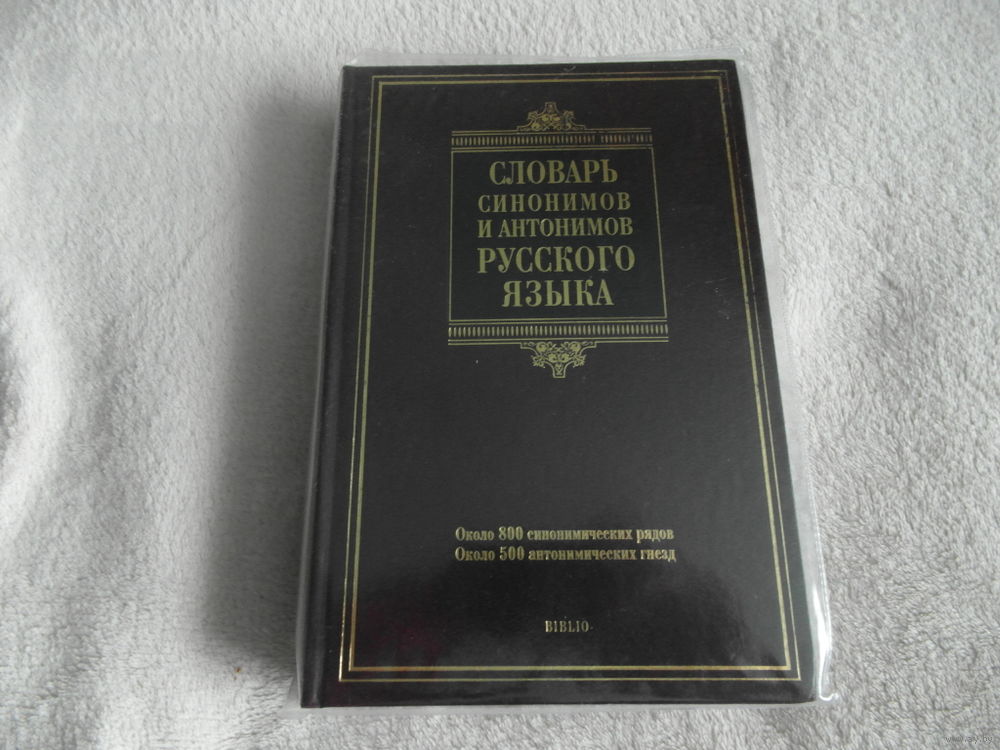 СЛОВАРЬ
СИНОНИМОВ
И АНТОНИМОВ
РУССКОГО
ЯЗЫКА
Около 800 синонимических рядов
Около 500 антонимических гнезд
BIBLIO